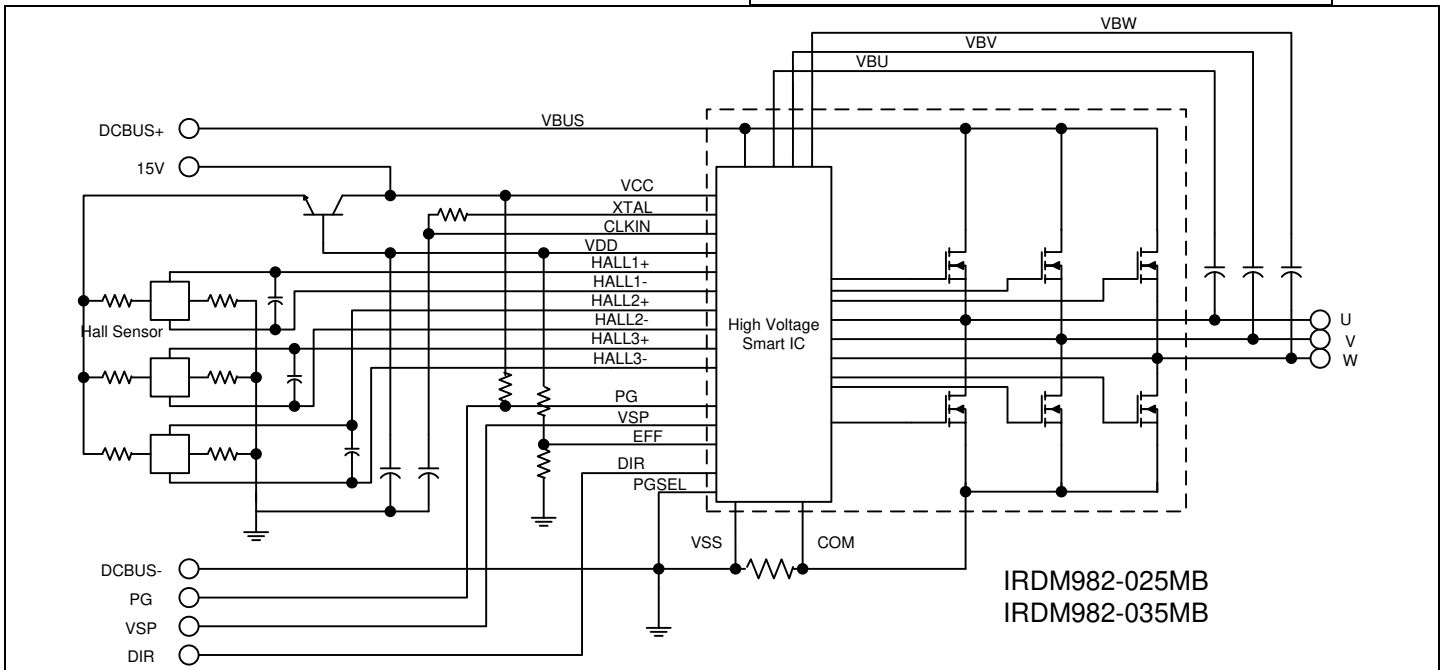 VBW
VBV
VBU
DCBUS+
VBUS
15V
VCC
XTAL
CLKIN
VDD
HALL1+
HALL1-
HALL2+
HALL2-
HALL3+
HALL3-
Hall Sensor
High Voltage
Smart IC
U
V
W
PG
VSP
EFF
DIR
PGSEL
VSS
COM
DCBUS-
PG
VSP
DIR
IRDM982-025MB
IRDM982-035MB